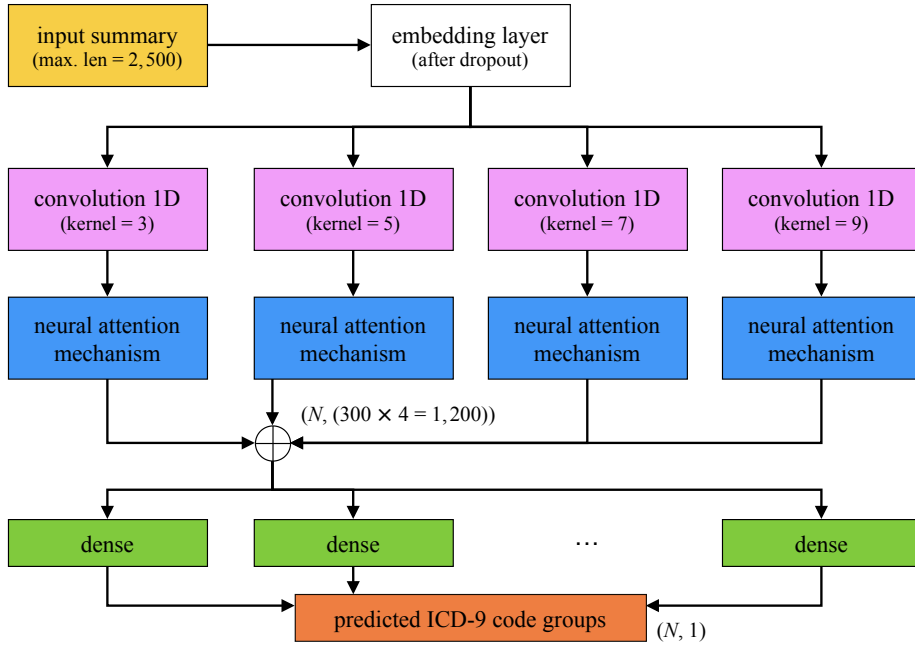 input summary
(max. len = 2,500)
embedding layer
(after dropout)
convolution 1D
(kernel = 3)
convolution 1D
(kernel = 5)
convolution 1D
(kernel = 7)
convolution 1D
(kernel = 9)
neural attention
mechanism
neural attention
mechanism
neural attention
mechanism
neural attention
mechanism
(N, (300 × 4 = 1,200))
dense
dense
...
dense
predicted ICD-9 code groups
(N, 1)